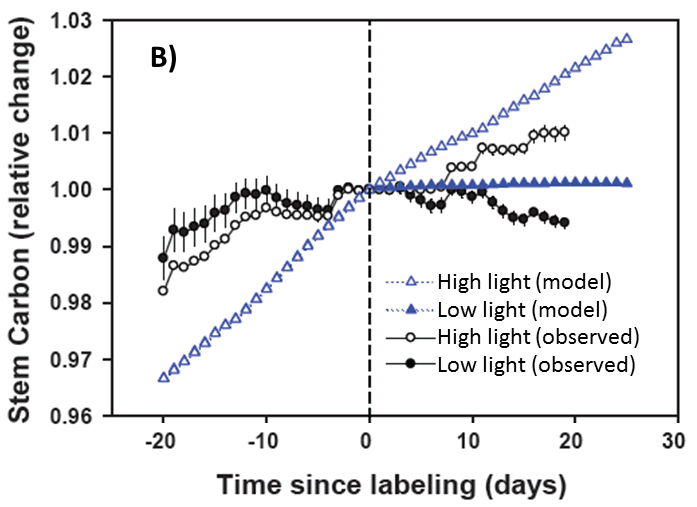 B)
1.03
1.02
1.01
1.00
0.99
0.98
0.97
0.96
Stem Carbon (relative change)
High light (model)
Low light (model)
High light (observed)
Low light (observed)
-20 -10 0 10 20 30
Time since labeling (days)